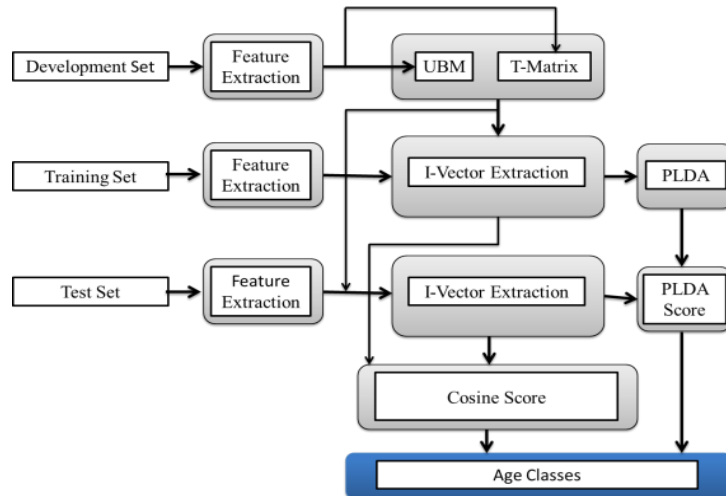 Development Set
Feature
Extraction
UBM
T-Matrix
Training Set
Feature
Extraction
I-Vector Extraction
PLDA
Test Set
Feature
Extraction
I-Vector Extraction
PLDA
Score
Cosine Score
Age Classes